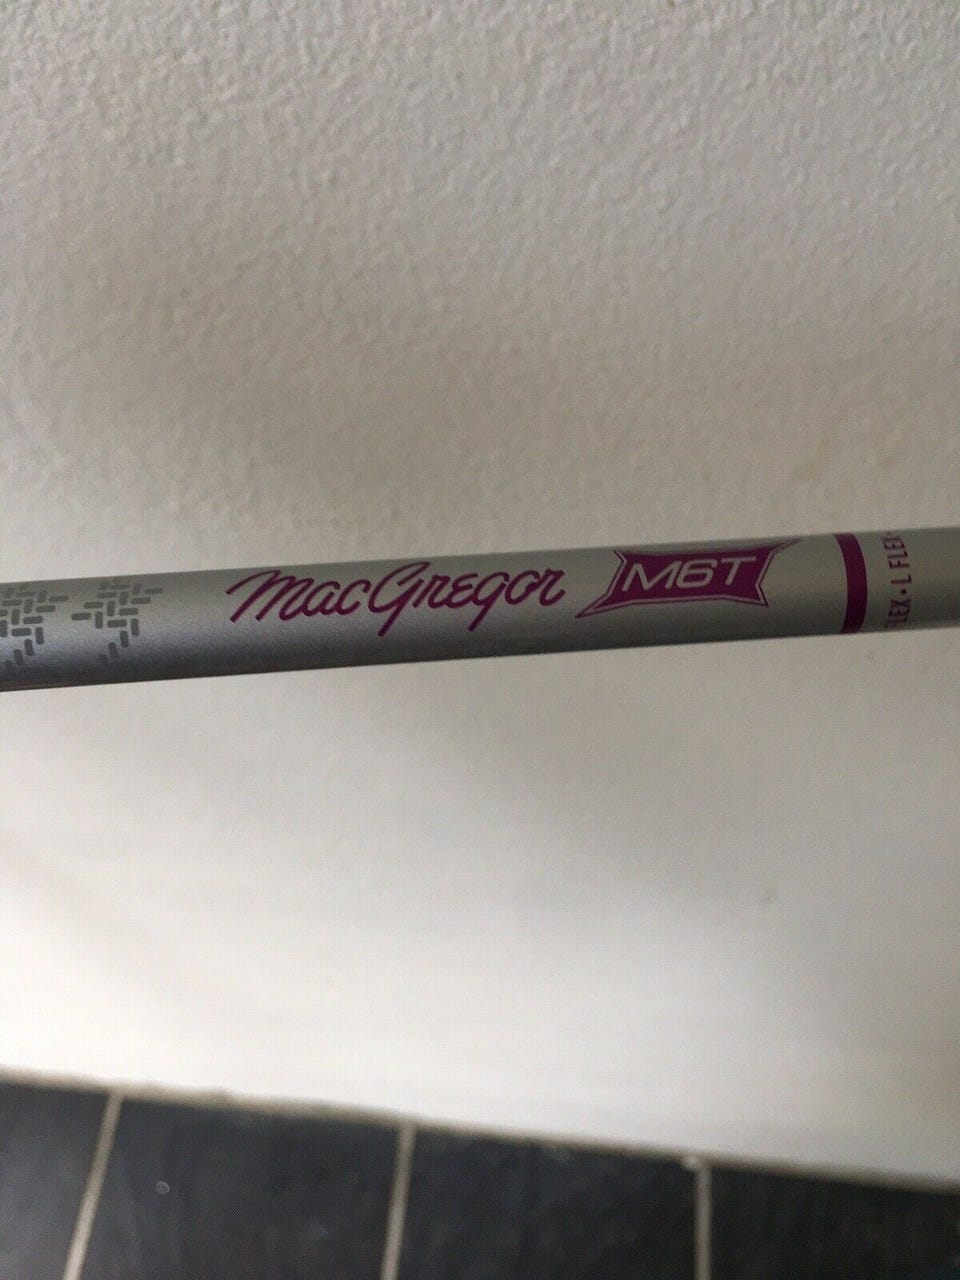 MacGregor M6T
FLEX • L FLEX